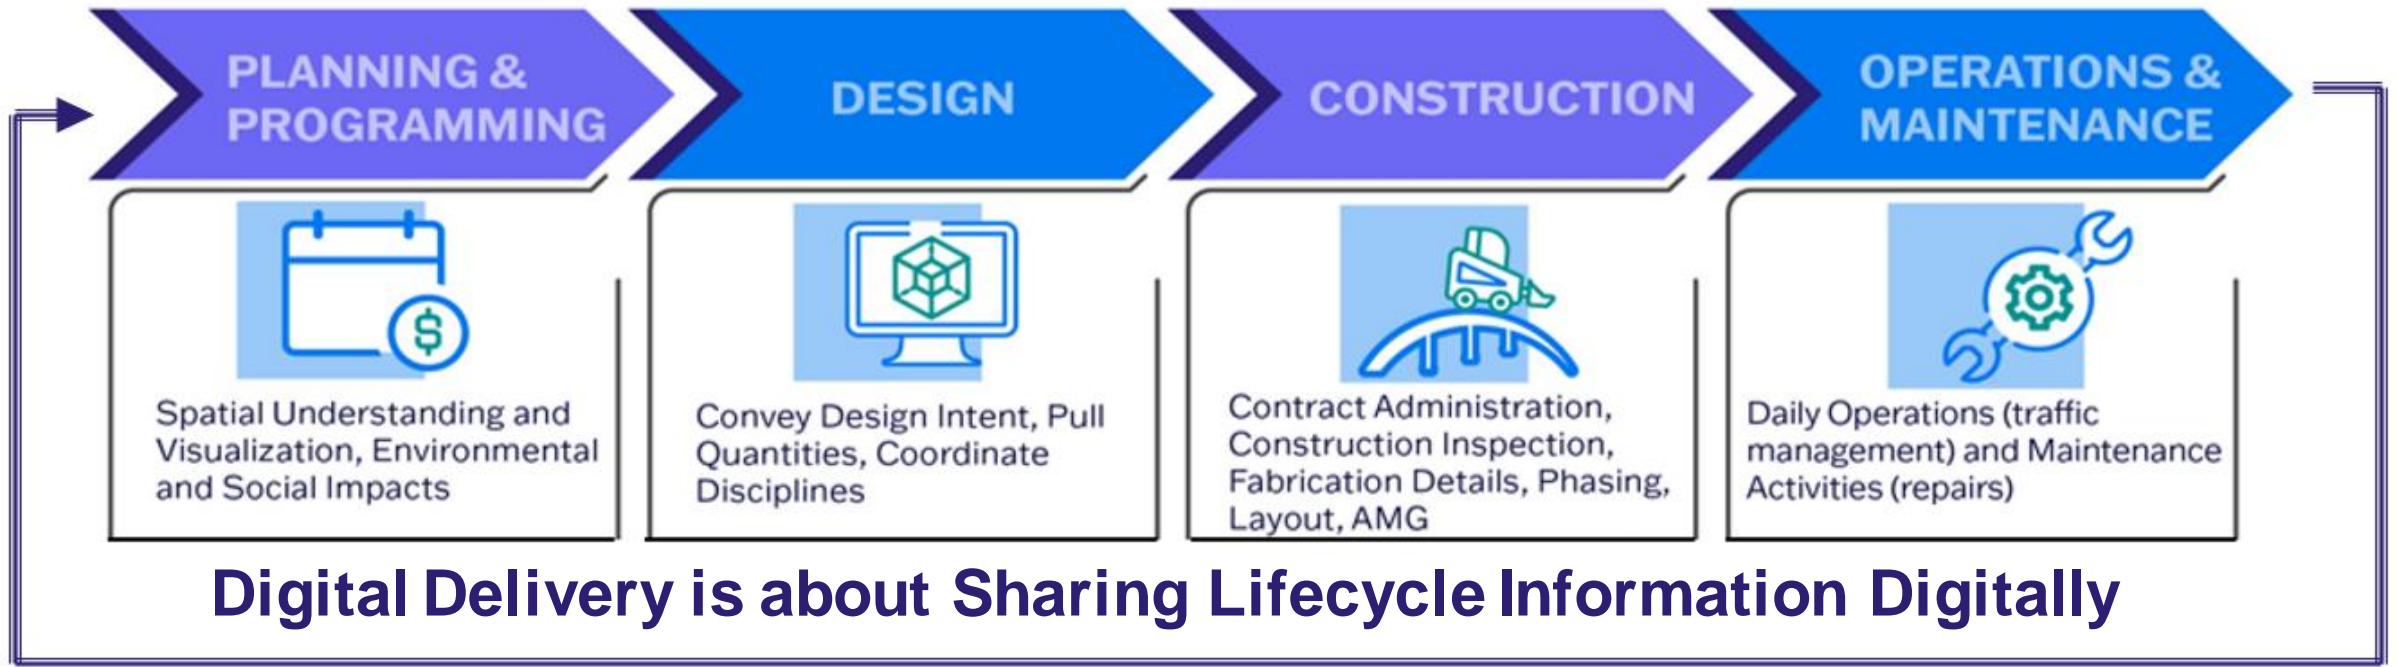 PLANNING &
PROGRAMMING
DESIGN
CONSTRUCTION
OPERATIONS &
MAINTENANCE
$
Spatial Understanding and
Visualization, Environmental
and Social Impacts
Convey Design Intent, Pull
Quantities, Coordinate
Disciplines
Contract Administration,
Construction Inspection,
Fabrication Details, Phasing,
Layout, AMG
Daily Operations (traffic
management) and Maintenance
Activities (repairs)
Digital Delivery is about Sharing Lifecycle Information Digitally